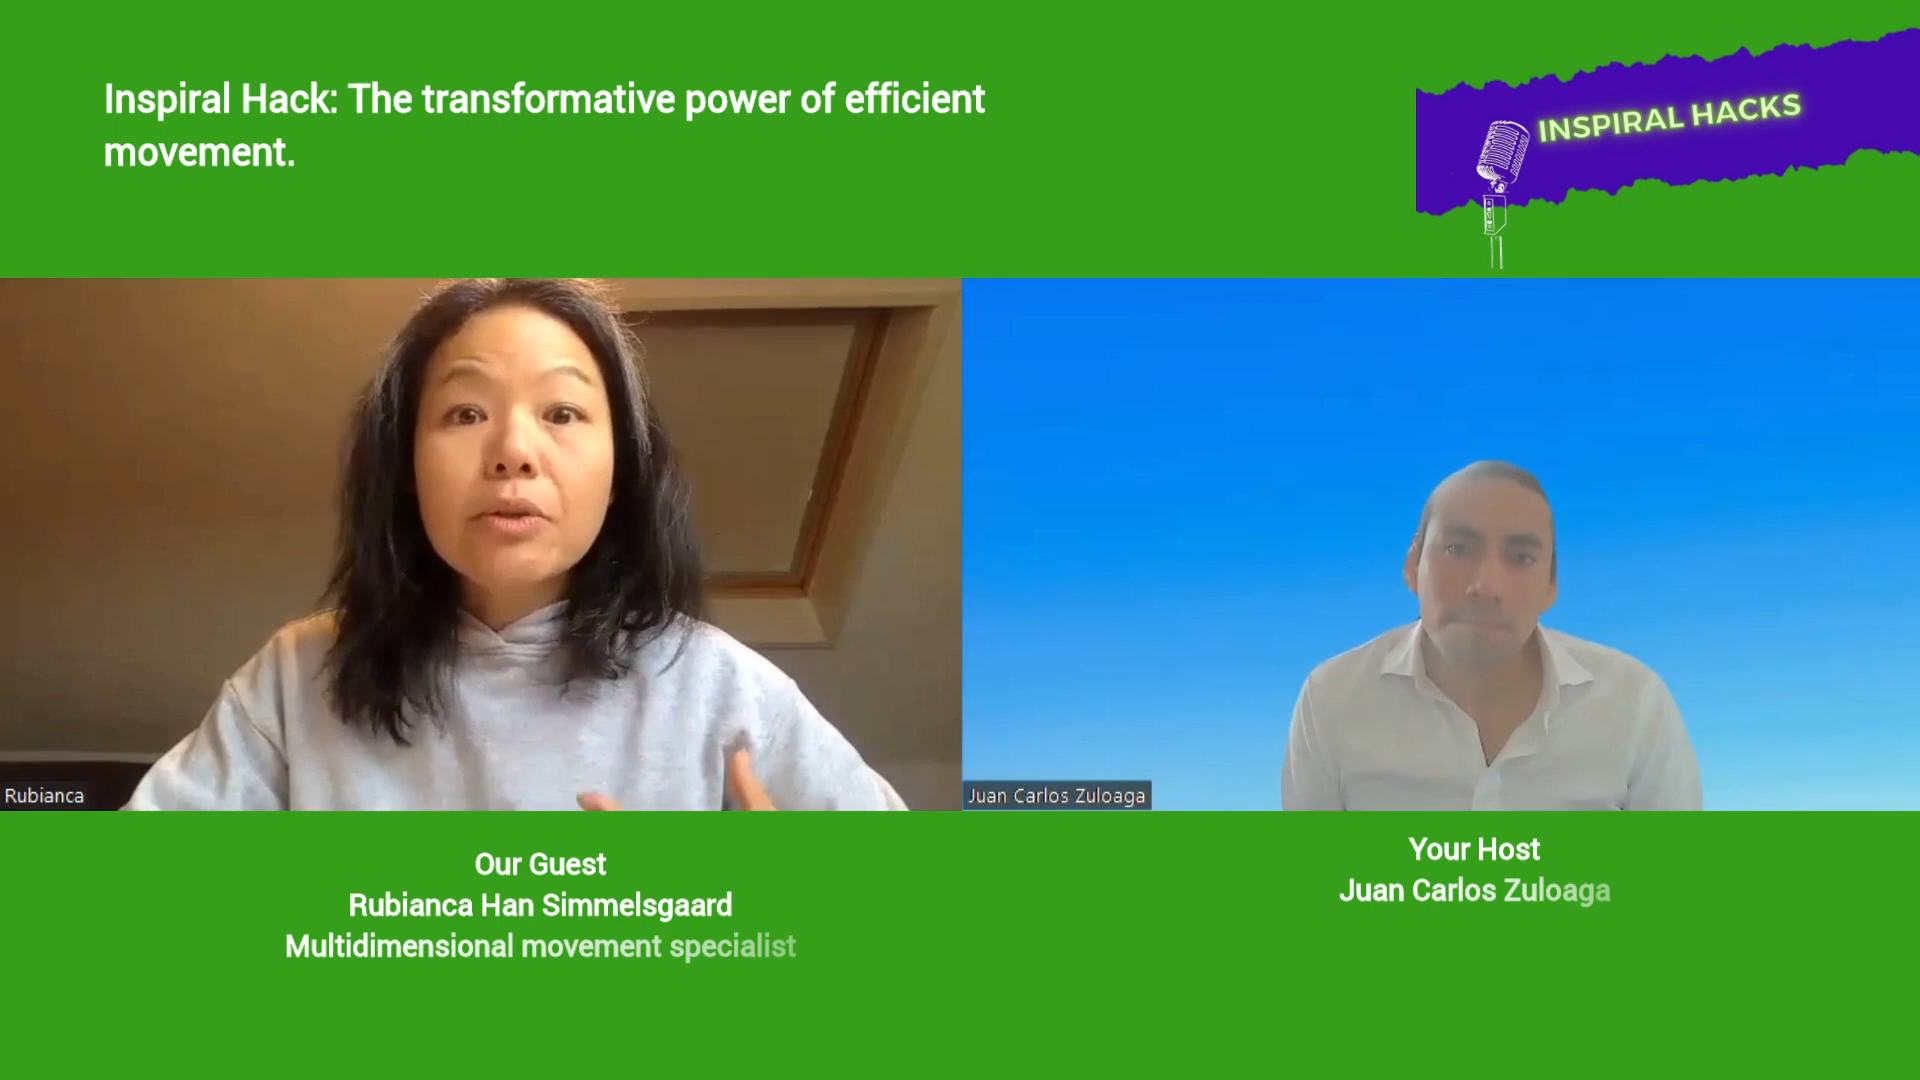 Inspiral Hack: The transformative power of efficient
movement.
INSPIRAL HACKS
Rubianca
Juan Carlos Zuloaga
Our Guest
Rubianca Han Simmelsgaard
Multidimensional movement specialist
Your Host
Juan Carlos Zuloaga